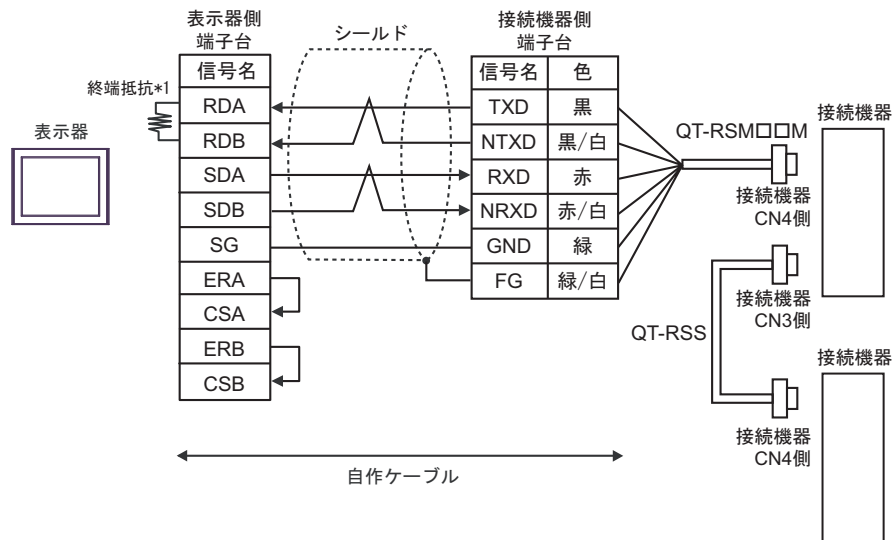 表示器側
端子台
シールド
接続機器側
端子台
信号名
信号名 色
終端抵抗*1
RDA
TXD 黒
QT-RSM□□M
接続機器
表示器
RDB
NTXD 黒/白
SDA
RXD 赤
SDB
NRXD 赤/白
接続機器
CN4側
SG
GND 緑
ERA
FG 緑/白
CSA
接続機器
CN3側
ERB
QT-RSS
接続機器
CSB
接続機器
CN4側
自作ケーブル